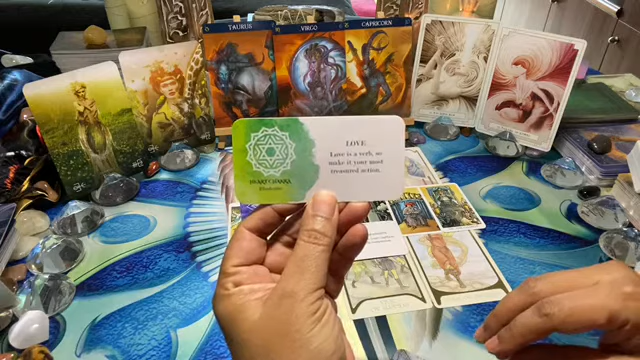 TAURUS
VIRGO
CAPRICORN
LOVE
Love is a verb, so
make it your most
treasured action.
HEART CHAKRA